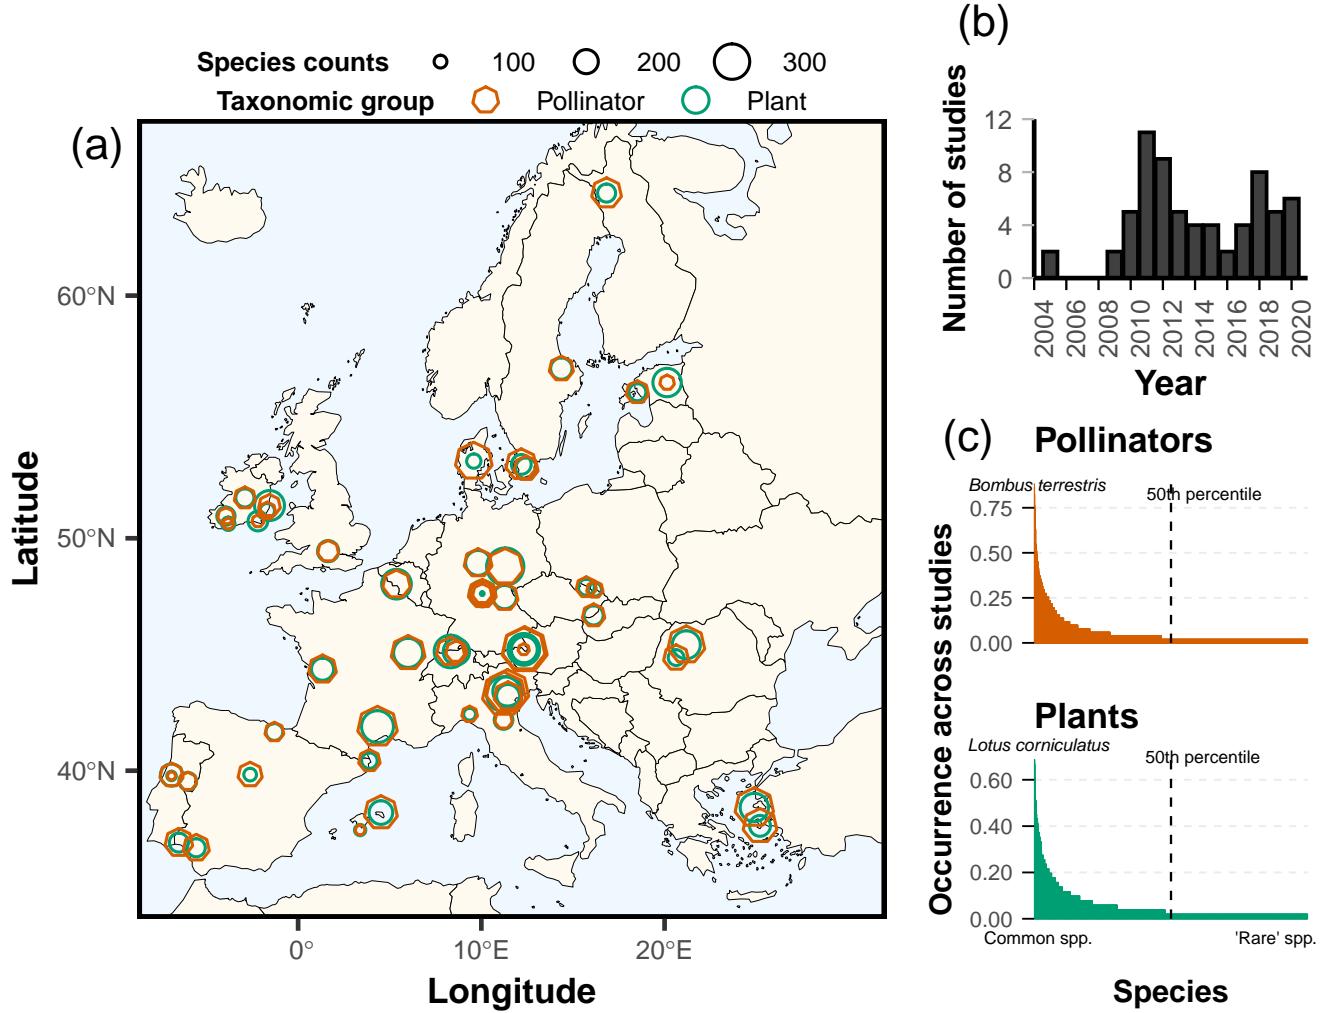 (b)
Species counts 100 200 300
Taxonomic group Pollinator Plant
(a)
60°N
50°N
40°N
Latitude
0° 10°E 20°E
Longitude
Number of studies
12
8
4
0
2004 2006 2008 2010 2012 2014 2016 2018 2020
Year
(c) Pollinators
Bombus terrestris
50th percentile
0.75
0.50
0.25
0.00
Occurrence across studies
Plants
Lotus corniculatus
50th percentile
0.60
0.40
0.20
0.00
Common spp. 'Rare' spp.
Species